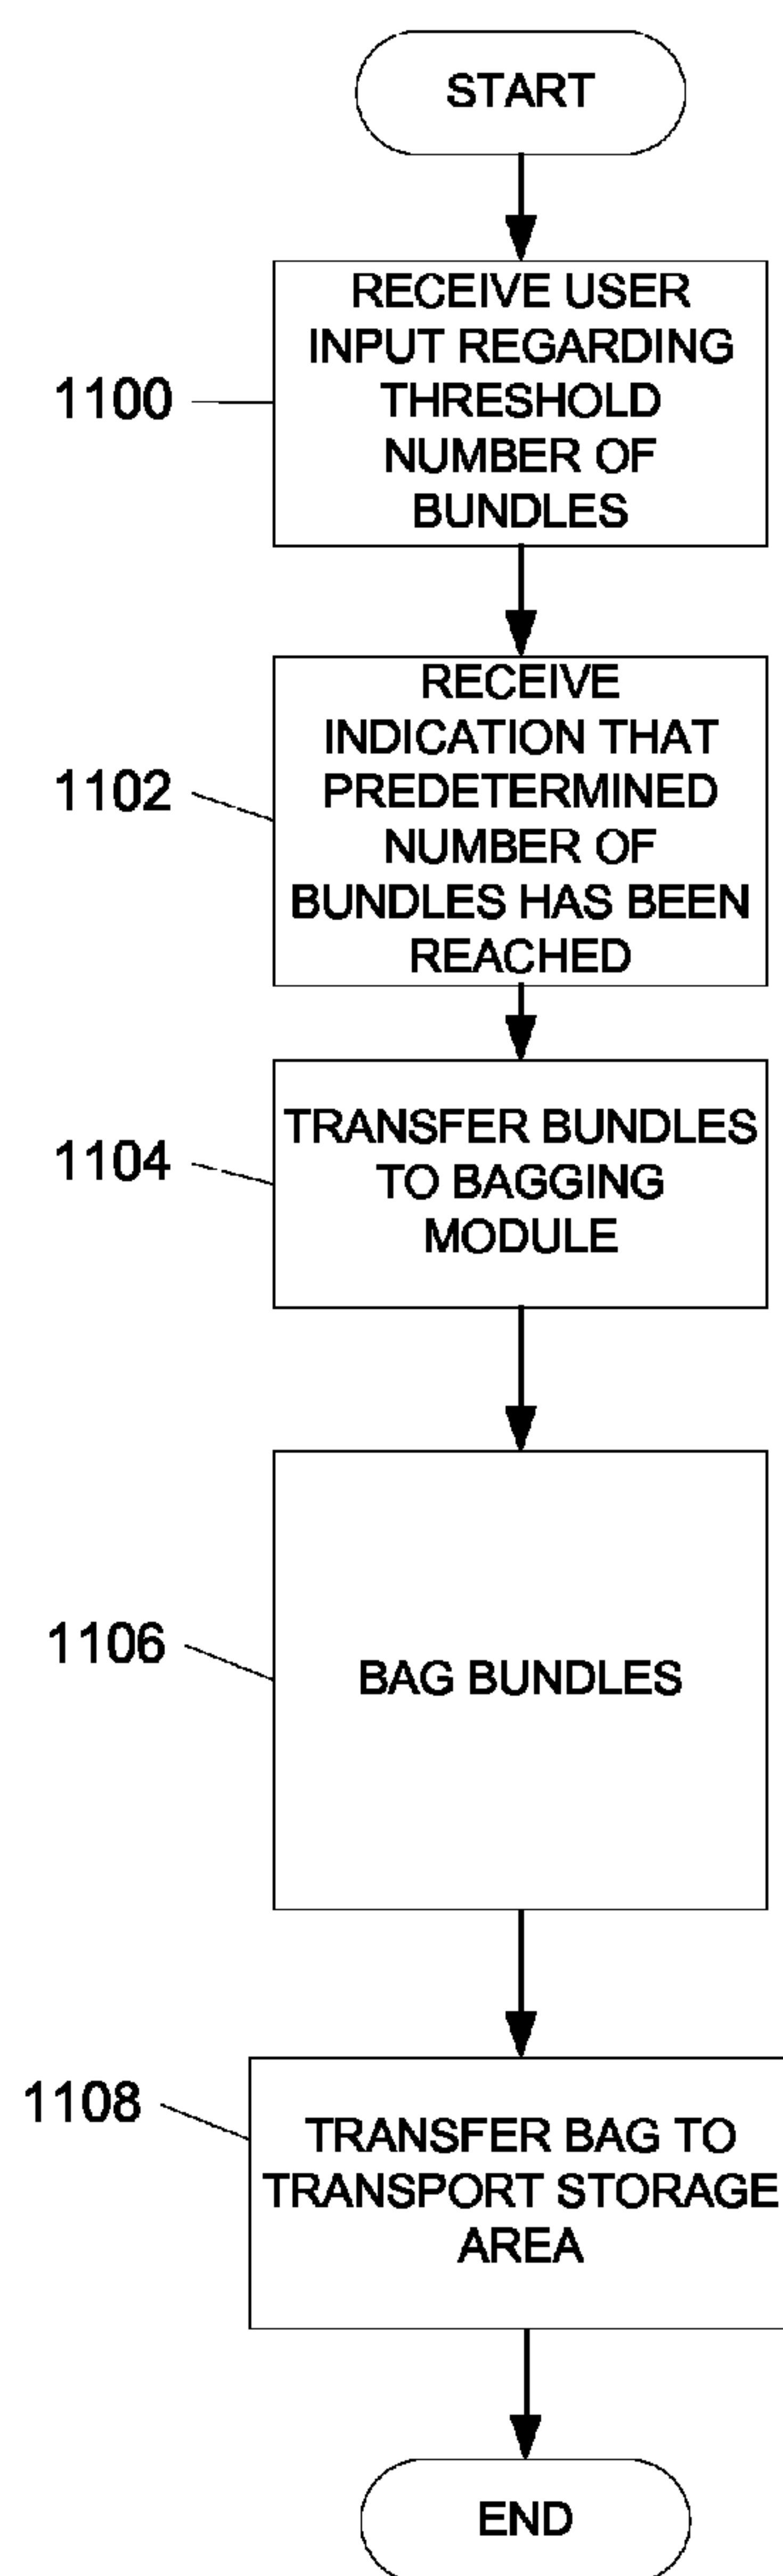 START
RECEIVE USER
INPUT REGARDING
THRESHOLD
NUMBER OF
BUNDLES
1100
RECEIVE
INDICATION THAT
PREDETERMINED
NUMBER OF
BUNDLES HAS BEEN
REACHED
1102
TRANSFER BUNDLES
TO BAGGING
MODULE
1104
BAG BUNDLES
1106
TRANSFER BAG TO
TRANSPORT STORAGE
AREA
1108
END